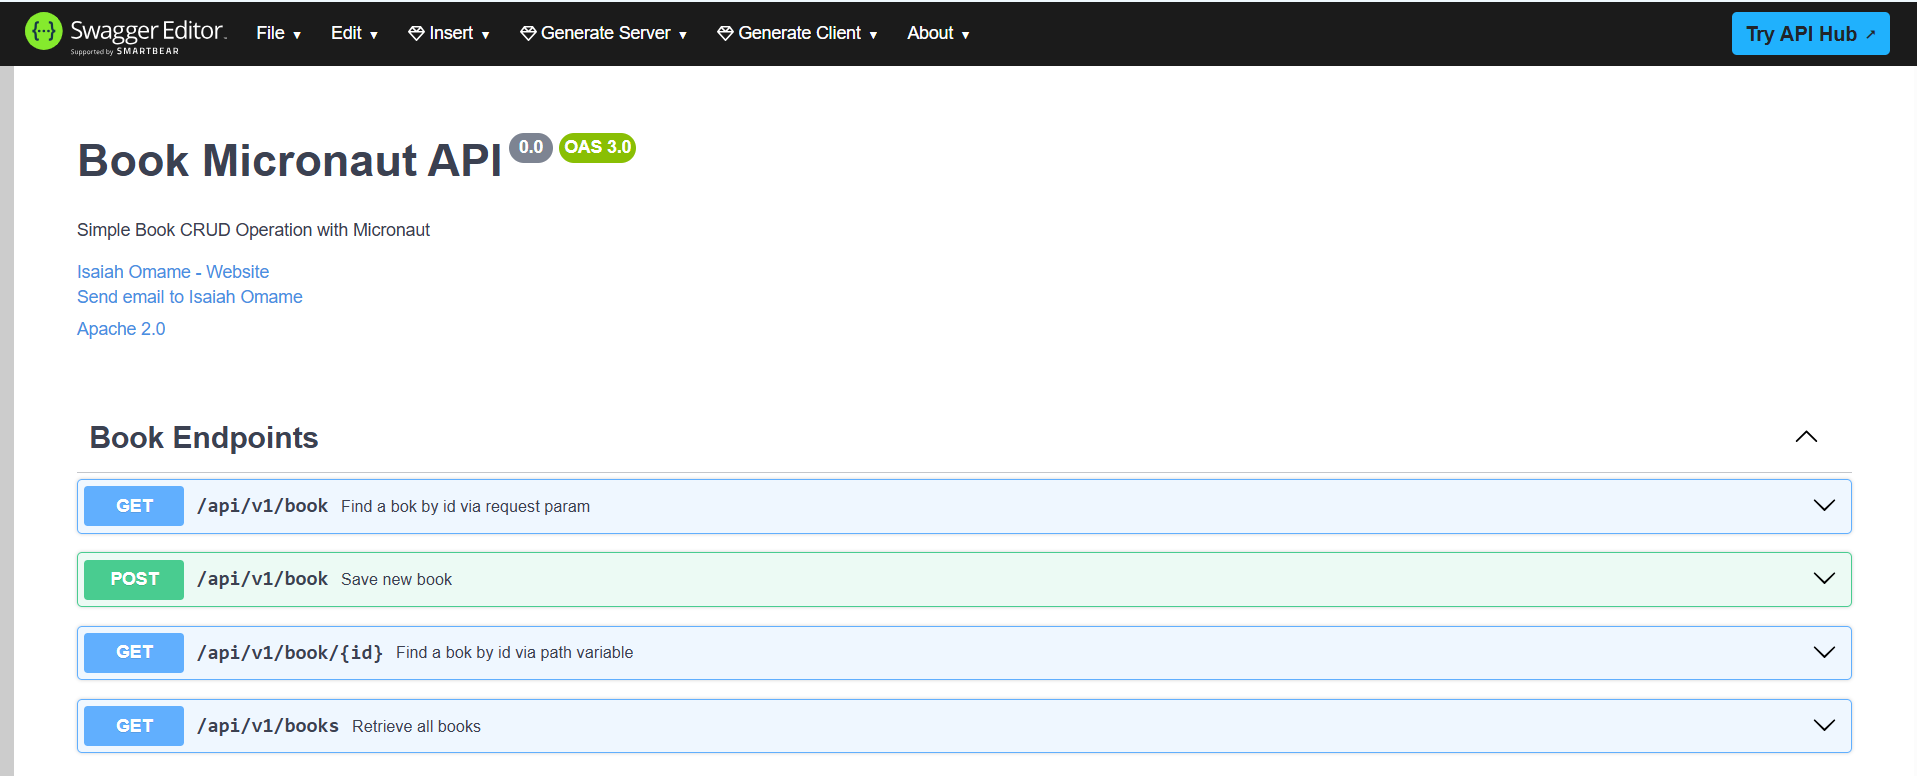 Swagger Editor. File ▼ Edit ▼ Insert ▼ Generate Server ▼ Generate Client ▼ About ▼ Try API Hub ↗
Supported by SMARTBEAR
Book Micronaut API 0.0 OAS 3.0
Simple Book CRUD Operation with Micronaut
Isaiah Omame - Website
Send email to Isaiah Omame
Apache 2.0
Book Endpoints
GET /api/v1/book Find a bok by id via request param
POST /api/v1/book Save new book
GET /api/v1/book/{id} Find a bok by id via path variable
GET /api/v1/books Retrieve all books